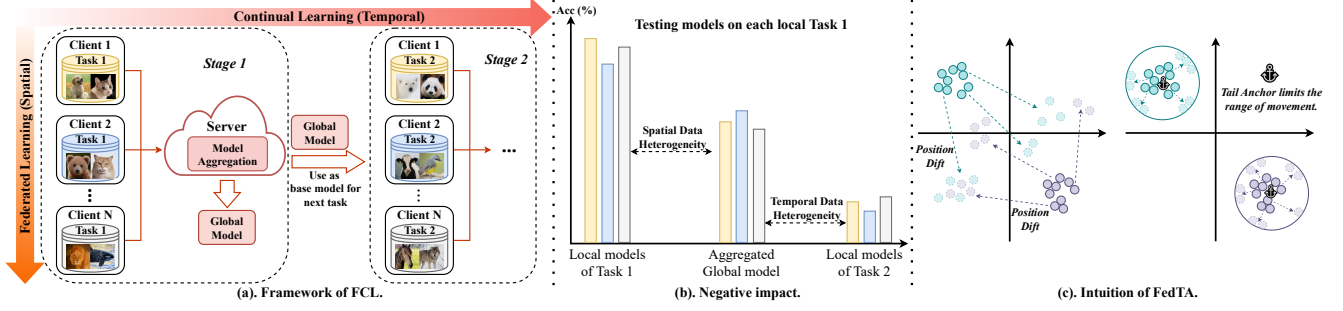 Continual Learning (Temporal)
Federated Learning (Spatial)
Client 1
Task 1
Client 2
Task 1
Client N
Task 1
Stage 1
Server
Model
Aggregation
Global
Model
Global
Model
Use as
base model for
next task
Stage 2
Client 1
Task 2
Client 2
Task 2
Client N
Task 2
...
(a). Framework of FCL.
Acc (%)
Testing models on each local Task 1
Spatial Data
Heterogeneity
Temporal Data
Heterogeneity
Local models
of Task 1
Aggregated
Global model
Local models
of Task 2
(b). Negative impact.
Position
Dift
Position
Dift
Tail Anchor limits the
range of movement.
(c). Intuition of FedTA.